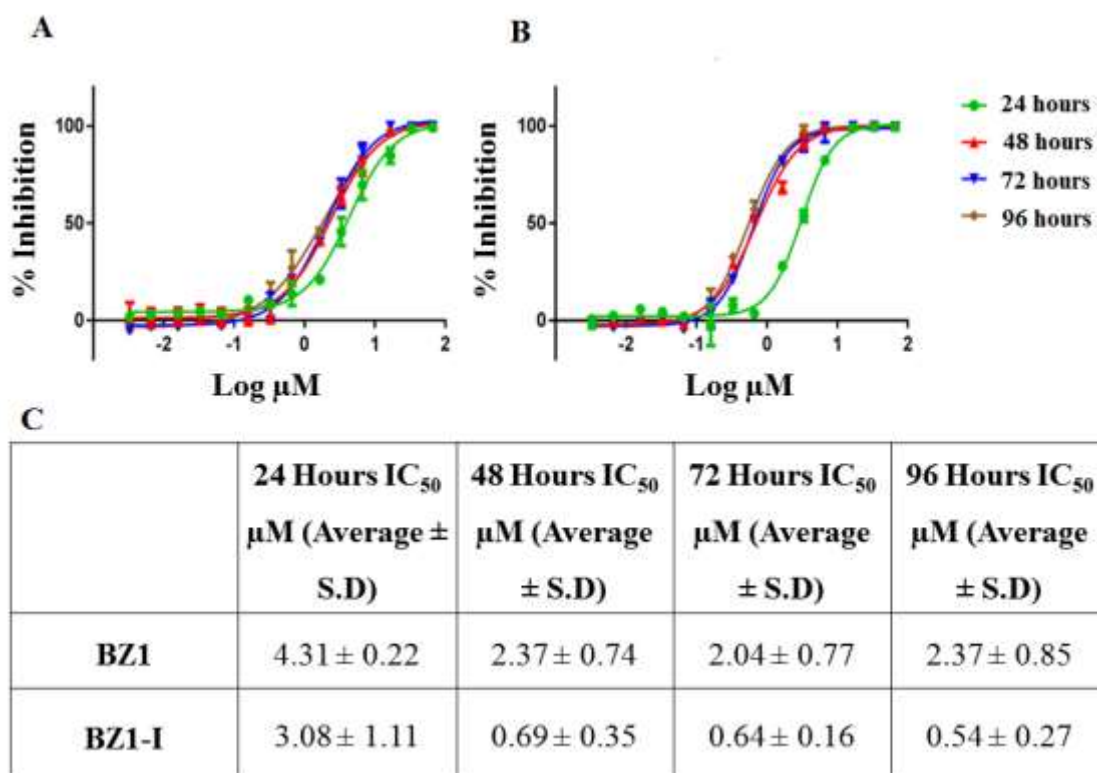 A
B
% Inhibition
100
50
0
-2
-1
0
1
2
Log µM
% Inhibition
100
50
0
-2
-1
0
1
2
Log µM
24 hours
48 hours
72 hours
96 hours
C
24 Hours IC₅₀
µM (Average ±
S.D)
48 Hours IC₅₀
µM (Average
± S.D)
72 Hours IC₅₀
µM (Average
± S.D)
96 Hours IC₅₀
µM (Average
± S.D)
BZ1
4.31 ± 0.22
2.37 ± 0.74
2.04 ± 0.77
2.37 ± 0.85
BZ1-I
3.08 ± 1.11
0.69 ± 0.35
0.64 ± 0.16
0.54 ± 0.27